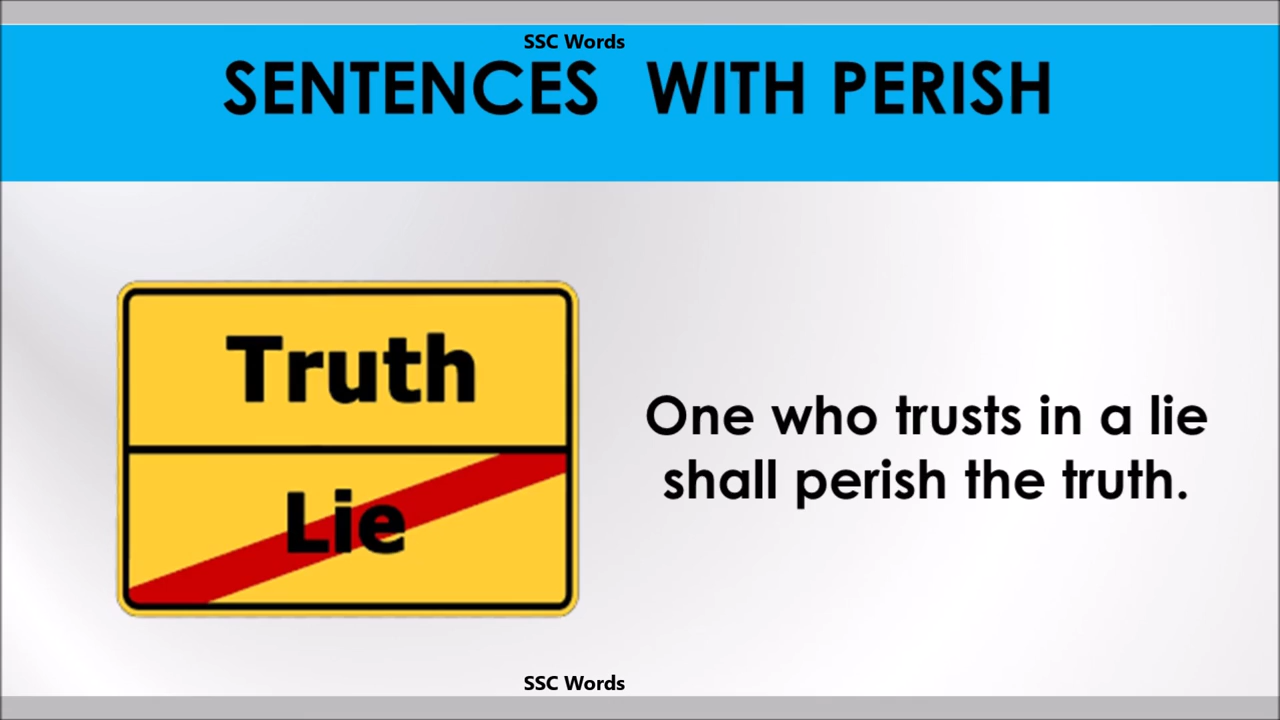 SSC Words
SENTENCES WITH PERISH
Truth
Lie
One who trusts in a lie
shall perish the truth.
SSC Words